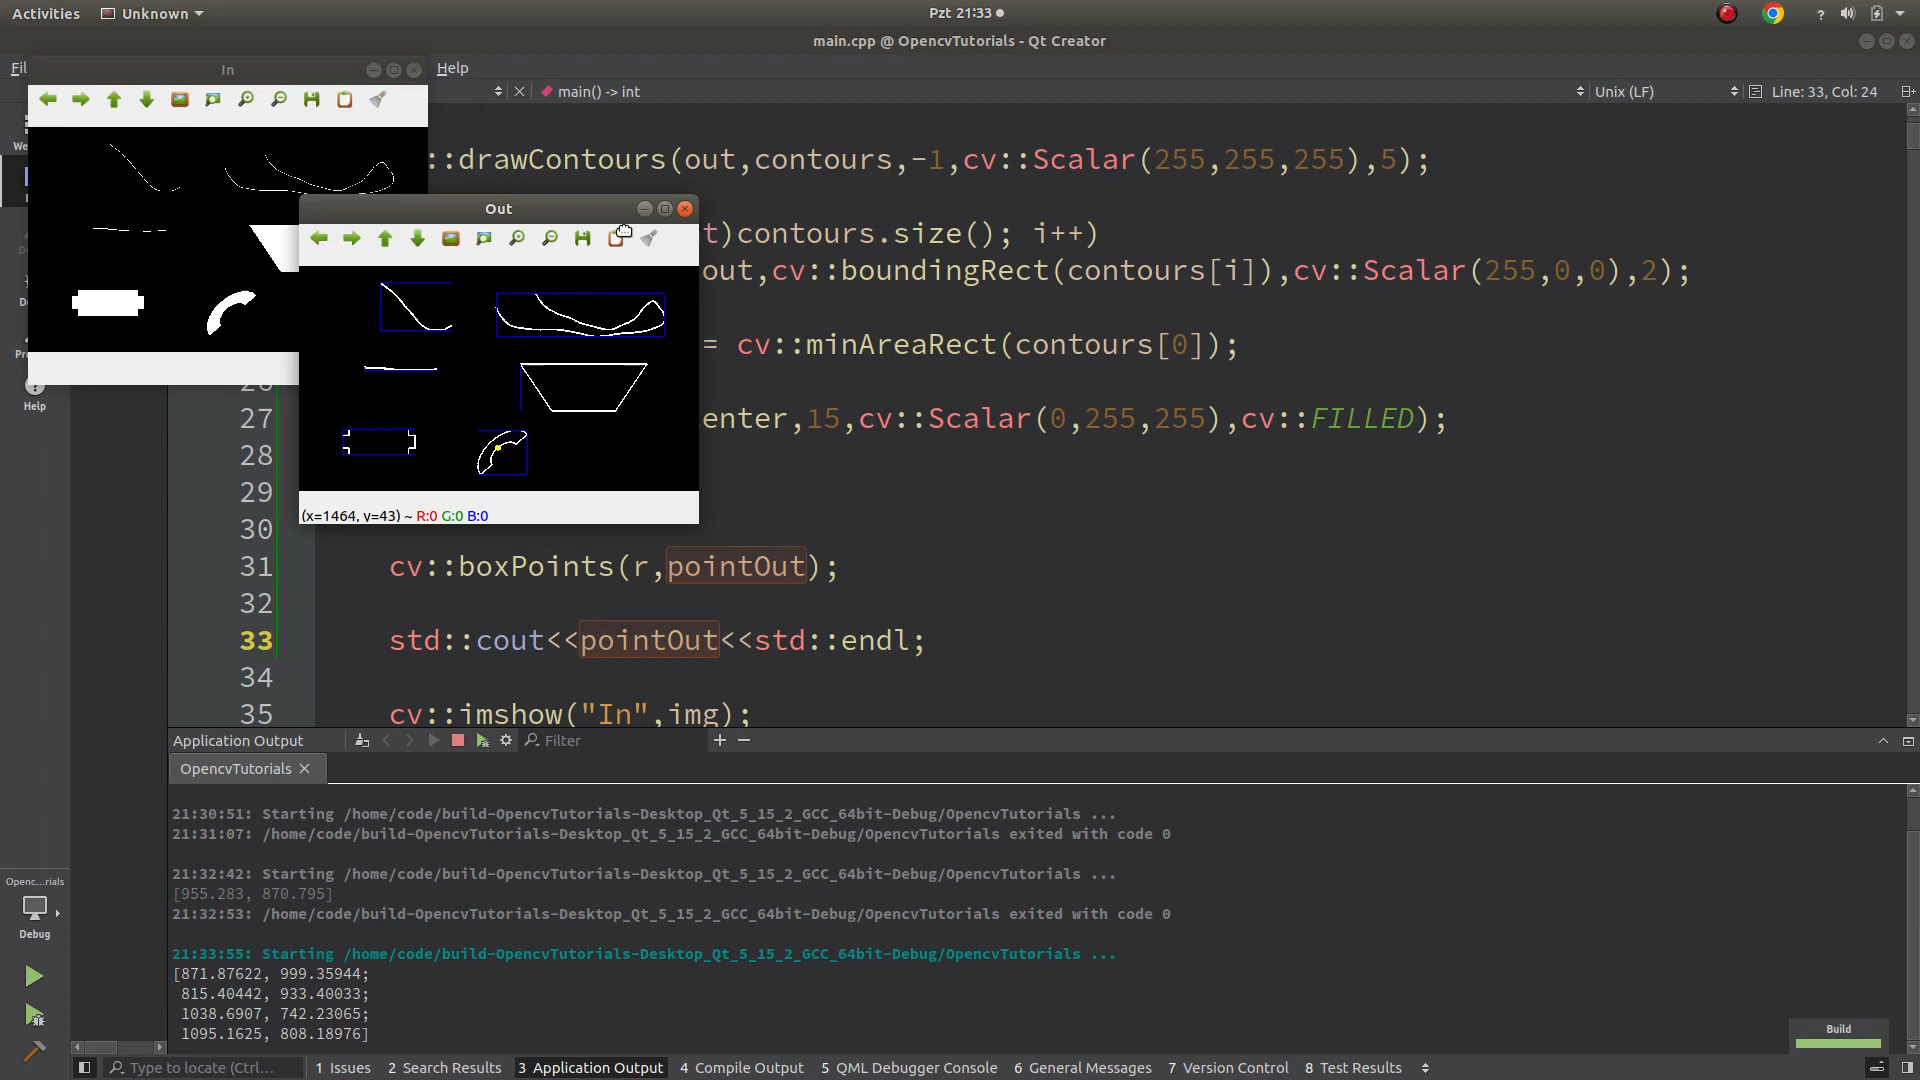 Activities
Unknown
Pzt 21:33
?
main.cpp @ OpencvTutorials - Qt Creator
Fil
Help
In
main() -> int
Unix (LF)
Line: 33, Col: 24
We
::drawContours(out,contours,-1,cv::Scalar(255,255,255),5);
Out
t)contours.size(); i++)
out,cv::boundingRect(contours[i]),cv::Scalar(255,0,0),2);
= cv::minAreaRect(contours[0]);
27 enter,15,cv::Scalar(0,255,255),cv::FILLED);
28
29
(x=1464, y=43) ~ R:0 G:0 B:0
30
31 cv::boxPoints(r,pointOut);
32
33 std::cout<<pointOut<<std::endl;
34
35 cv::imshow("In",img);
Help
Application Output
Filter
OpencvTutorials
21:30:51: Starting /home/code/build-OpencvTutorials-Desktop_Qt_5_15_2_GCC_64bit-Debug/OpencvTutorials ...
21:31:07: /home/code/build-OpencvTutorials-Desktop_Qt_5_15_2_GCC_64bit-Debug/OpencvTutorials exited with code 0
21:32:42: Starting /home/code/build-OpencvTutorials-Desktop_Qt_5_15_2_GCC_64bit-Debug/OpencvTutorials ...
[955.283, 870.795]
21:32:53: /home/code/build-OpencvTutorials-Desktop_Qt_5_15_2_GCC_64bit-Debug/OpencvTutorials exited with code 0
21:33:55: Starting /home/code/build-OpencvTutorials-Desktop_Qt_5_15_2_GCC_64bit-Debug/OpencvTutorials ...
[871.87622, 999.35944;
815.40442, 933.40033;
1038.6907, 742.23065;
1095.1625, 808.18976]
Openc...rials
Debug
Build
Type to locate (Ctrl...
1 Issues
2 Search Results
3 Application Output
4 Compile Output
5 QML Debugger Console
6 General Messages
7 Version Control
8 Test Results